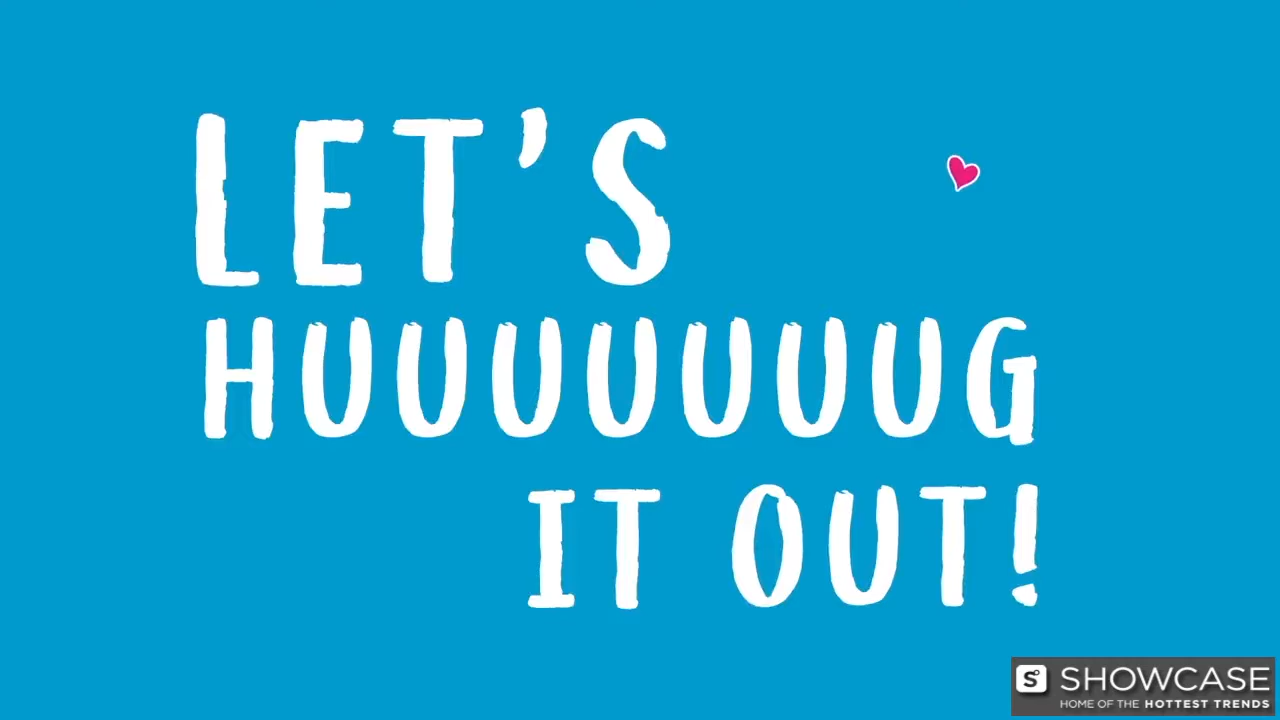 LET'S
HUUUUUUUG
IT OUT!
SHOWCASE
HOME OF THE HOTTEST TRENDS